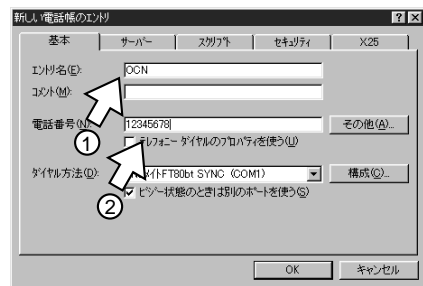 新しい電話帳のエントリ
基本 サーバー スクリプト セキュリティ X25
エントリ名(E): OCN
コメント(M):
電話番号(N): 12345678 その他(A)...
テレフォニー ダイヤルのプロパティを使う(U)
ダイヤル方法(D): FT80bt SYNC (COM1) 構成(C)...
ビジー状態のときは別のポートを使う(S)
①
②
OK キャンセル